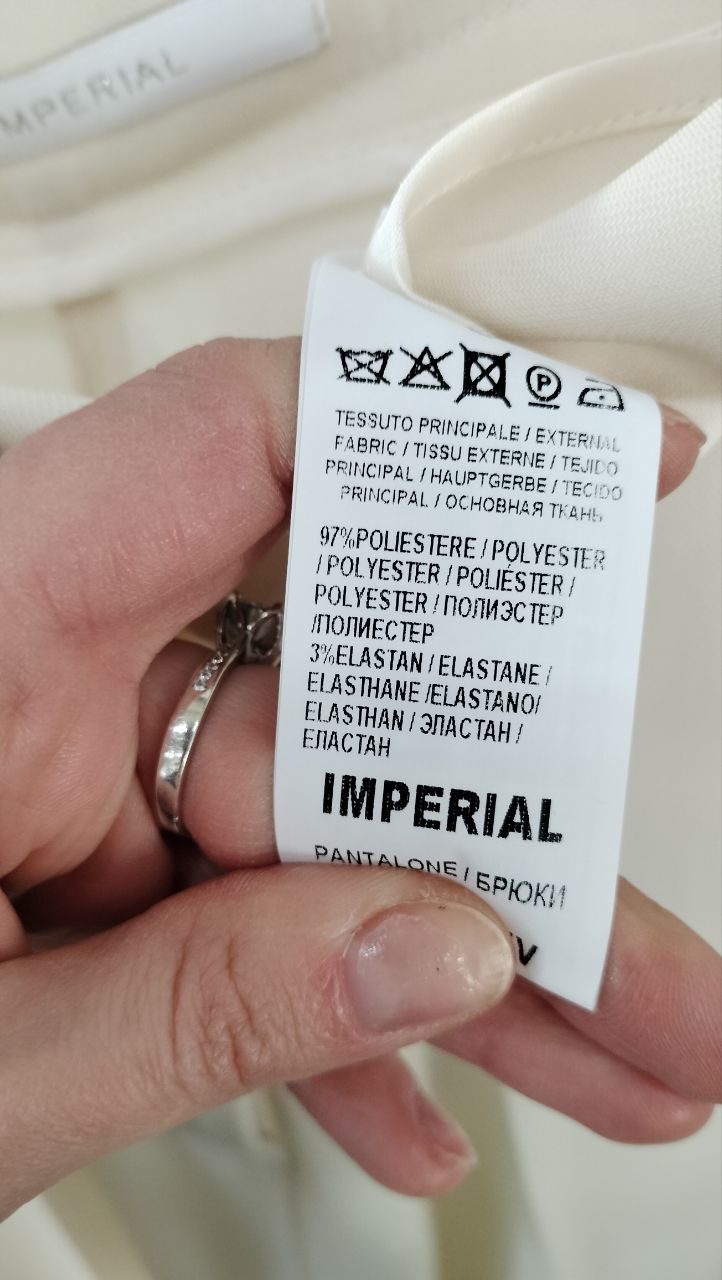 IMPERIAL
P
TESSUTO PRINCIPALE / EXTERNAL
FABRIC / TISSU EXTERNE / TEJIDO
PRINCIPAL / HAUPTGERBE / TECIDO
PRINCIPAL / ОСНОВНАЯ ТКАНЬ
97%POLIESTERE / POLYESTER
/ POLYESTER / POLIÉSTER /
POLYESTER / ПОЛИЭСТЕР
/ПОЛИЕСТЕР
3%ELASTAN / ELASTANE /
ELASTHANE /ELASTANO/
ELASTHAN / ЭЛАСТАН /
ЕЛАСТАН
IMPERIAL
PANTALONE / БРЮКИ